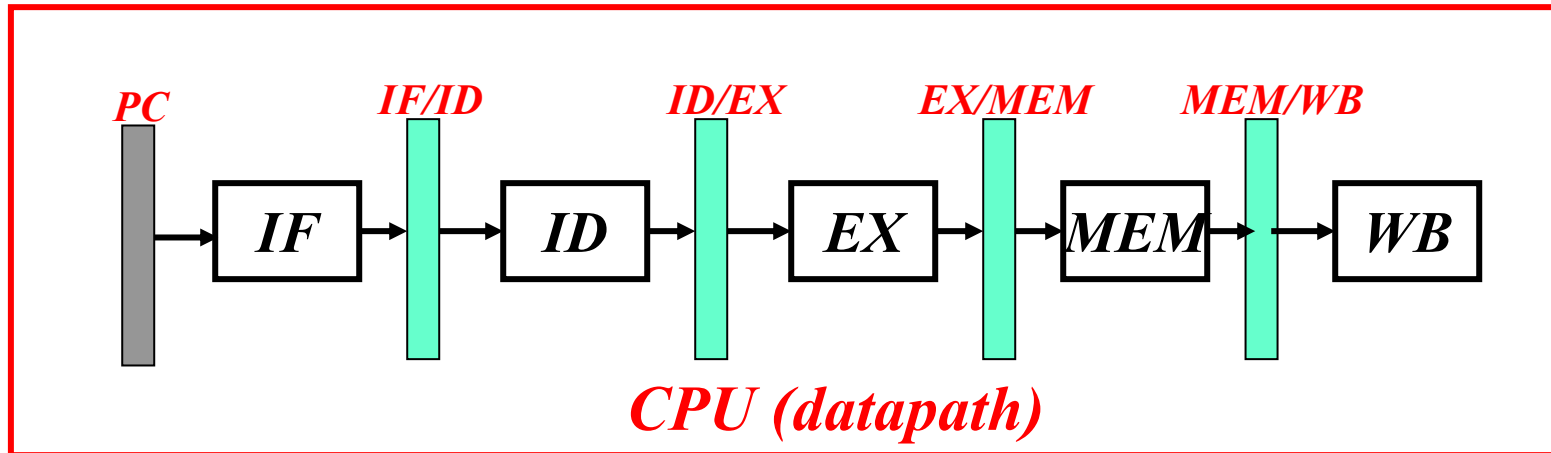 PC IF/ID ID/EX EX/MEM MEM/WB
IF ID EX MEM WB
CPU (datapath)